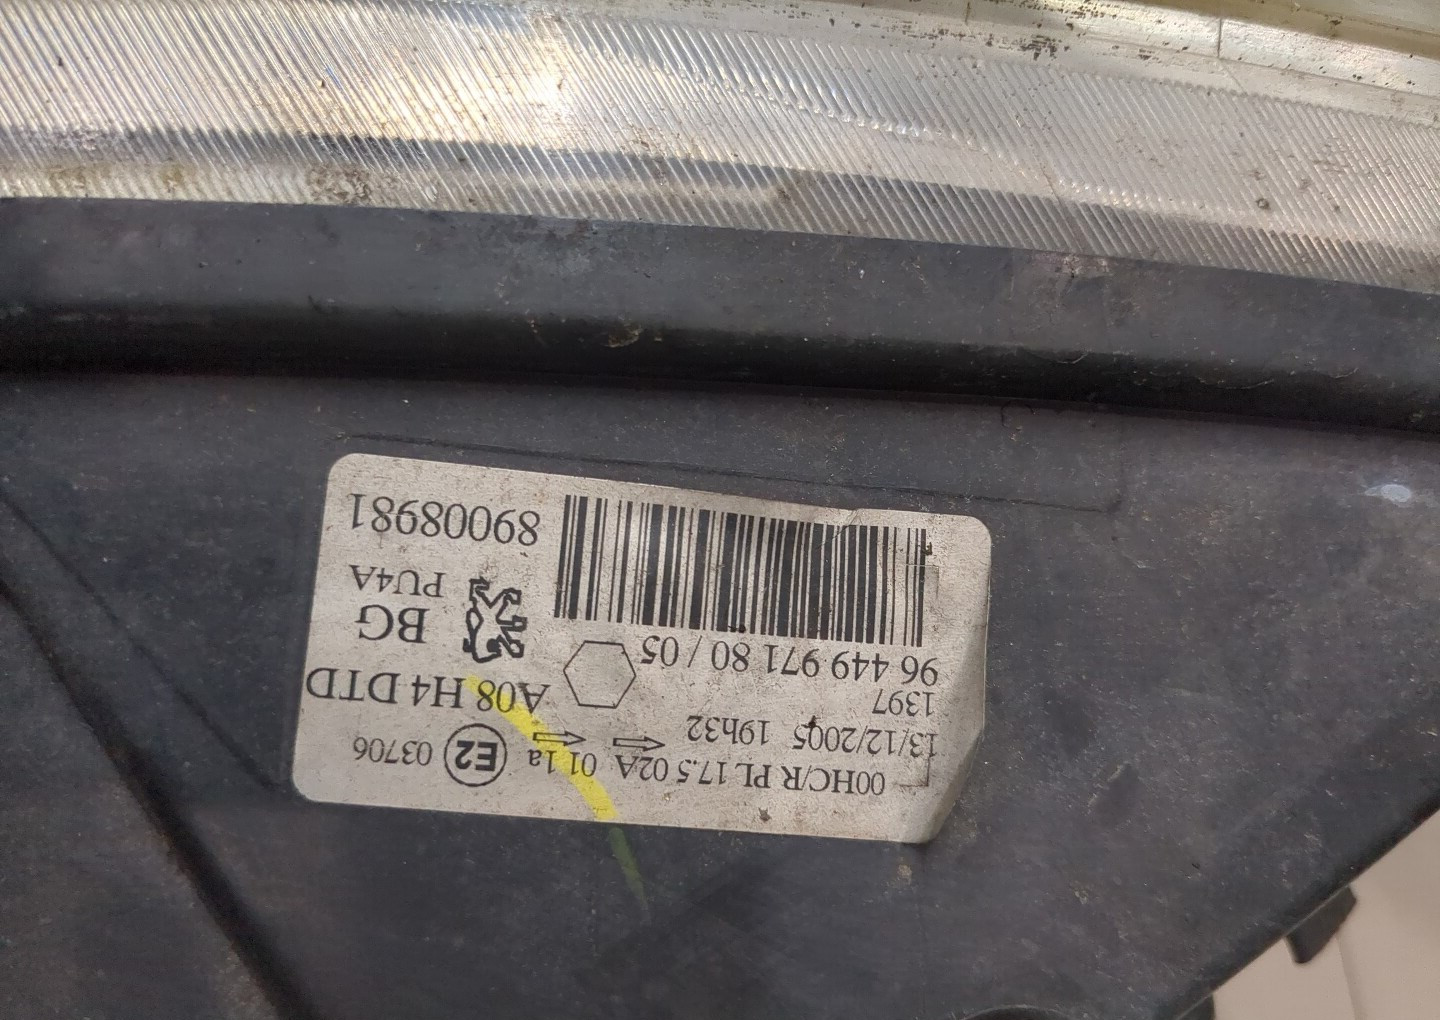 00HC/R PL 17.5 02A 01 1a E2 03706
13/12/2005 19h32
1397
A08 H4 DTD
96 449 971 80 / 05
BG
PU4A
89008981